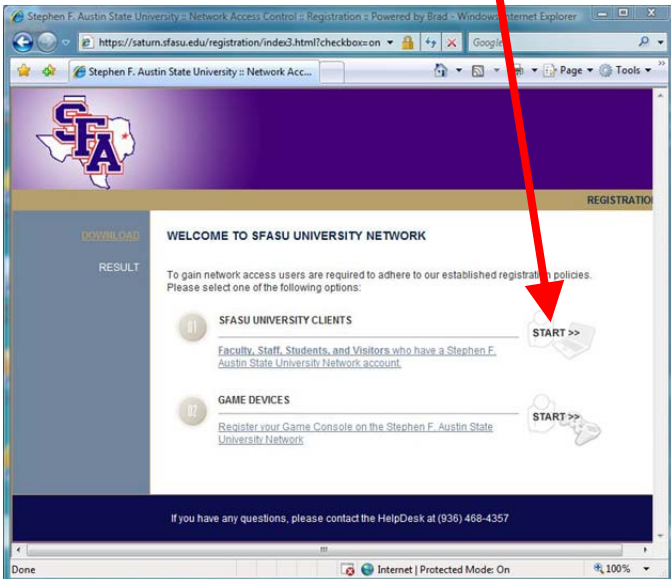 Stephen F. Austin State University :: Network Access Control :: Registration :: Powered by Brad - Windows Internet Explorer
https://saturn.sfasu.edu/registration/index3.html?checkbox=on
Google
Stephen F. Austin State University :: Network Acc...
Page
Tools
SFA
REGISTRATIO
DOWNLOAD
RESULT
WELCOME TO SFASU UNIVERSITY NETWORK
To gain network access users are required to adhere to our established registration policies.
Please select one of the following options:
01
SFASU UNIVERSITY CLIENTS
START >>
Faculty, Staff, Students, and Visitors who have a Stephen F.
Austin State University Network account.
02
GAME DEVICES
START >>
Register your Game Console on the Stephen F. Austin State
University Network
If you have any questions, please contact the HelpDesk at (936) 468-4357
Done
Internet | Protected Mode: On
100%